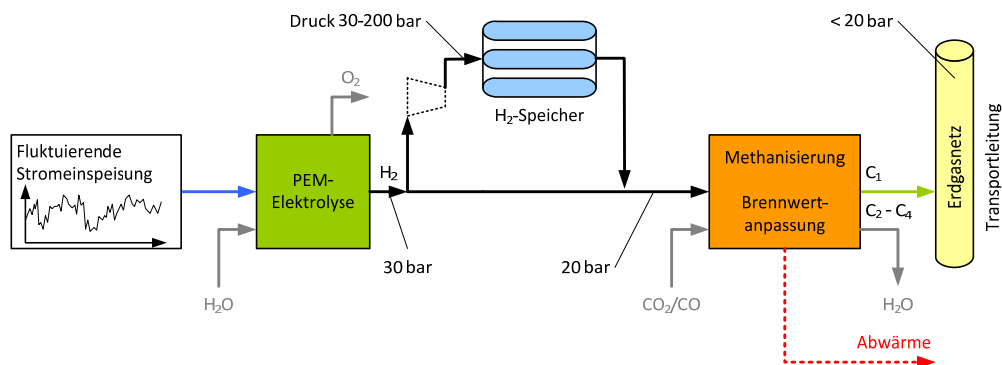 Druck 30-200 bar
< 20 bar
O₂
H₂-Speicher
Fluktuierende
Stromeinspeisung
PEM-
Elektrolyse
H₂
Methanisierung
Brennwert-
anpassung
C₁
C₂ - C₄
Erdgasnetz
Transportleitung
30 bar
20 bar
H₂O
CO₂/CO
H₂O
Abwärme